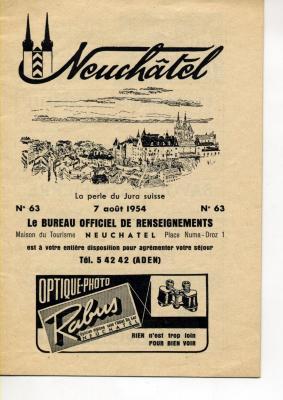 Neuchâtel
La perle du Jura suisse
N° 63 7 août 1954 N° 63
Le BUREAU OFFICIEL DE RENSEIGNEMENTS
Maison du Tourisme NEUCHATEL Place Numa-Droz 1
est à votre entière disposition pour agrémenter votre séjour
Tél. 5 42 42 (ADEN)
OPTIQUE-PHOTO
Rabus
NEUCHATEL
RIEN n'est trop loin
POUR BIEN VOIR